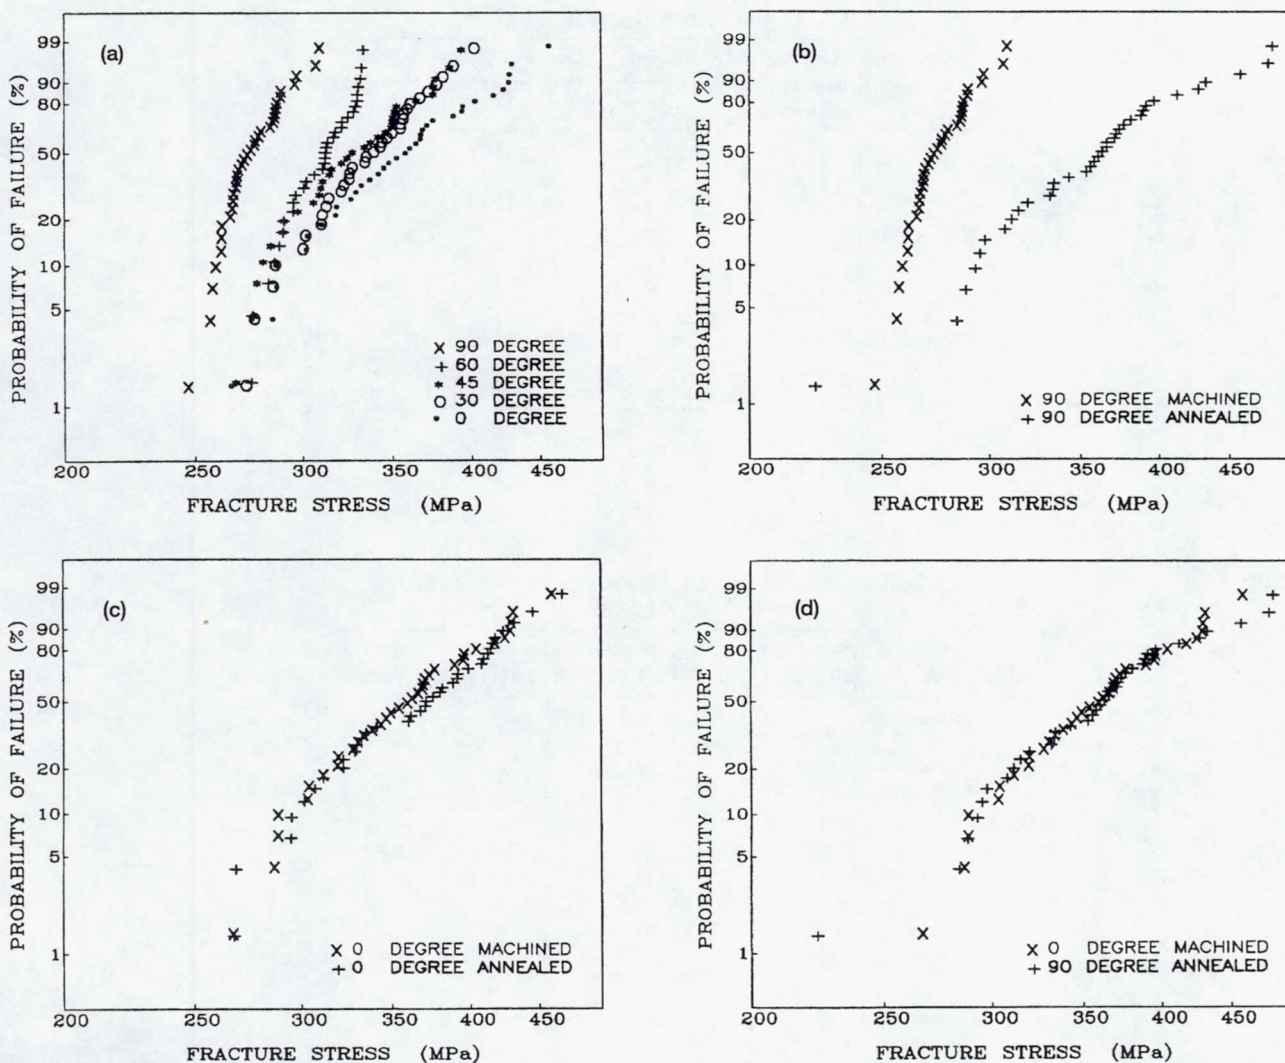 (a)
PROBABILITY OF FAILURE (%)
99
90
80
50
20
10
5
1
× 90 DEGREE
+ 60 DEGREE
* 45 DEGREE
O 30 DEGREE
• 0 DEGREE
200 250 300 350 400 450
FRACTURE STRESS (MPa)
(b)
PROBABILITY OF FAILURE (%)
99
90
80
50
20
10
5
1
× 90 DEGREE MACHINED
+ 90 DEGREE ANNEALED
200 250 300 350 400 450
FRACTURE STRESS (MPa)
(c)
PROBABILITY OF FAILURE (%)
99
90
80
50
20
10
5
1
× 0 DEGREE MACHINED
+ 0 DEGREE ANNEALED
200 250 300 350 400 450
FRACTURE STRESS (MPa)
(d)
PROBABILITY OF FAILURE (%)
99
90
80
50
20
10
5
1
× 0 DEGREE MACHINED
+ 90 DEGREE ANNEALED
200 250 300 350 400 450
FRACTURE STRESS (MPa)